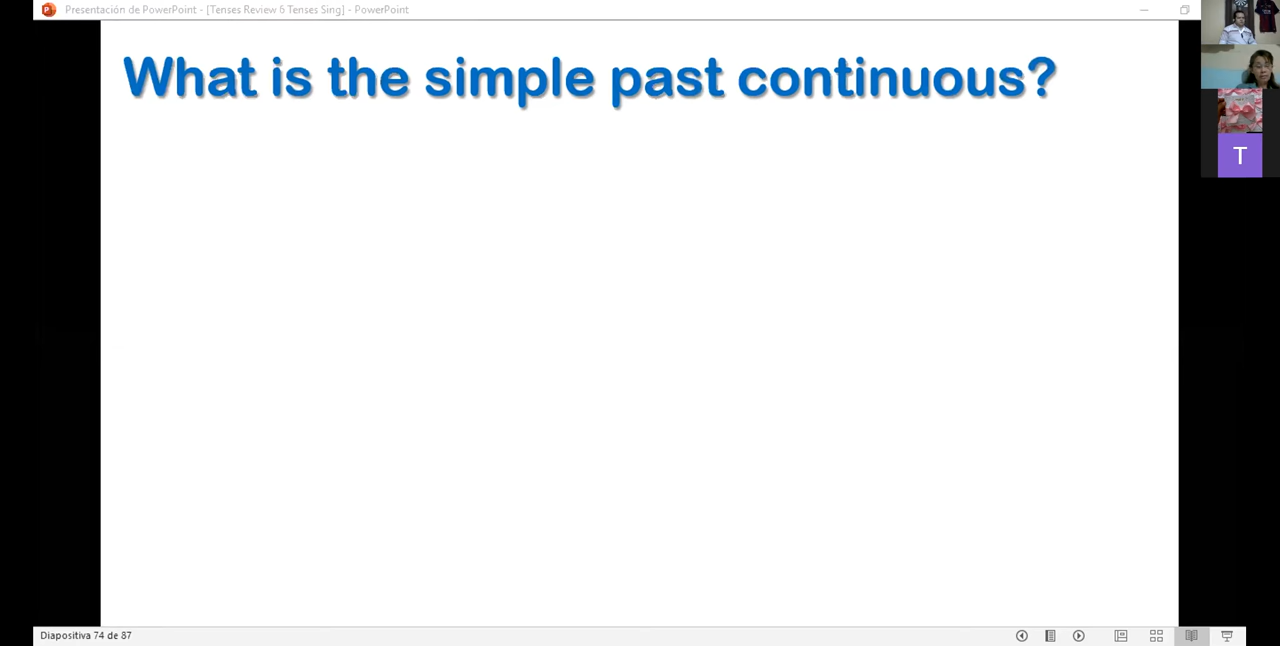 Presentación de PowerPoint - [Tenses Review 6 Tenses Sing] - PowerPoint
What is the simple past continuous?
T
Diapositiva 74 de 87